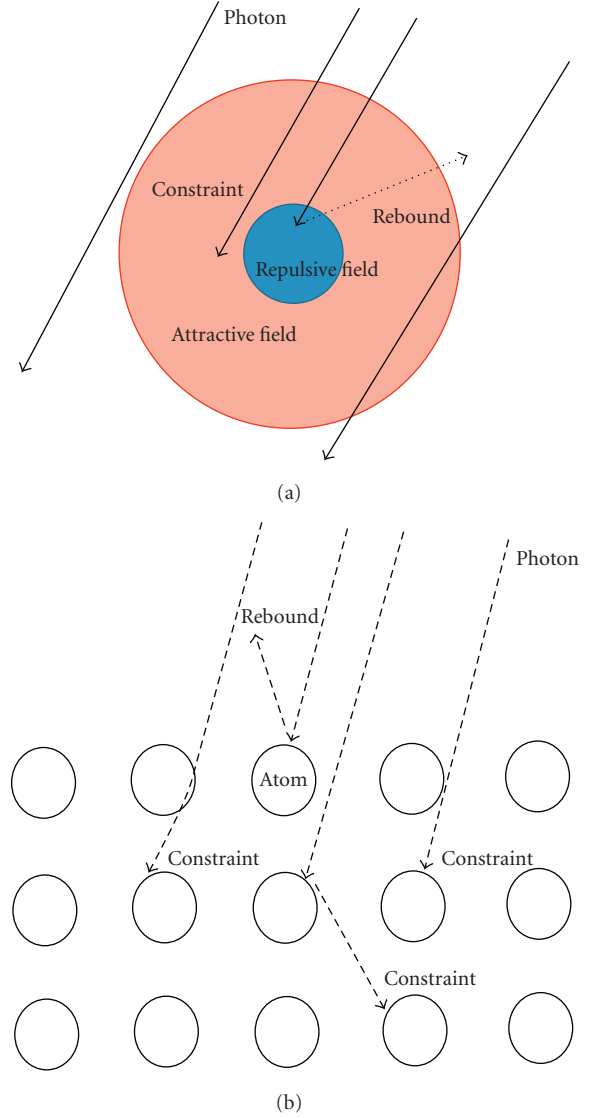 Photon
Constraint
Rebound
Repulsive field
Attractive field
(a)
Photon
Rebound
Atom
Constraint
Constraint
Constraint
(b)